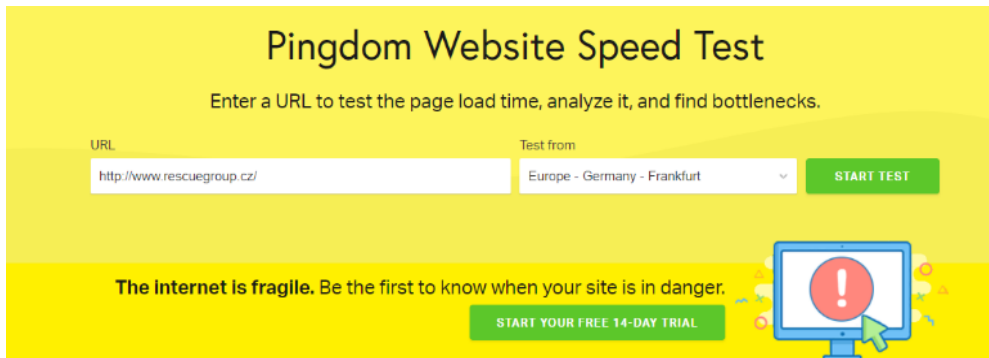 Pingdom Website Speed Test
Enter a URL to test the page load time, analyze it, and find bottlenecks.
URL
Test from
http://www.rescuegroup.cz/
Europe - Germany - Frankfurt
START TEST
The internet is fragile. Be the first to know when your site is in danger.
START YOUR FREE 14-DAY TRIAL